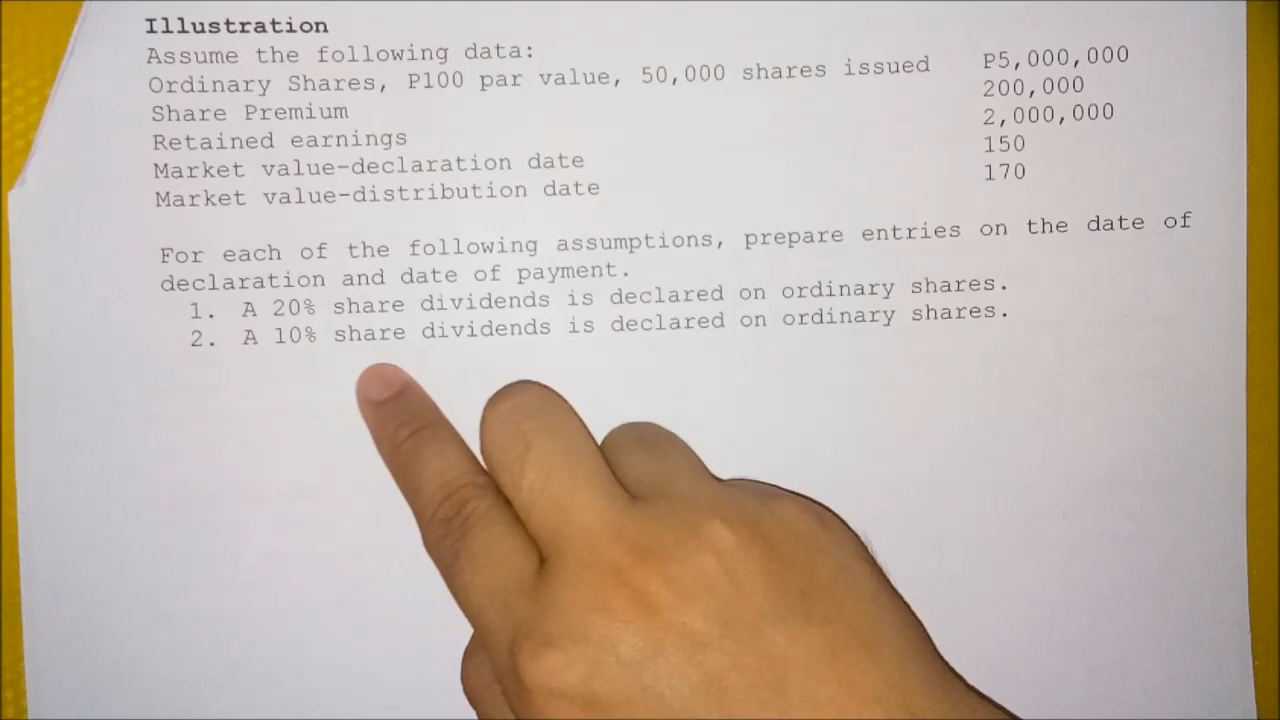 Illustration
Assume the following data:
Ordinary Shares, P100 par value, 50,000 shares issued P5,000,000
Share Premium 200,000
Retained earnings 2,000,000
Market value-declaration date 150
Market value-distribution date 170
For each of the following assumptions, prepare entries on the date of
declaration and date of payment.
1. A 20% share dividends is declared on ordinary shares.
2. A 10% share dividends is declared on ordinary shares.